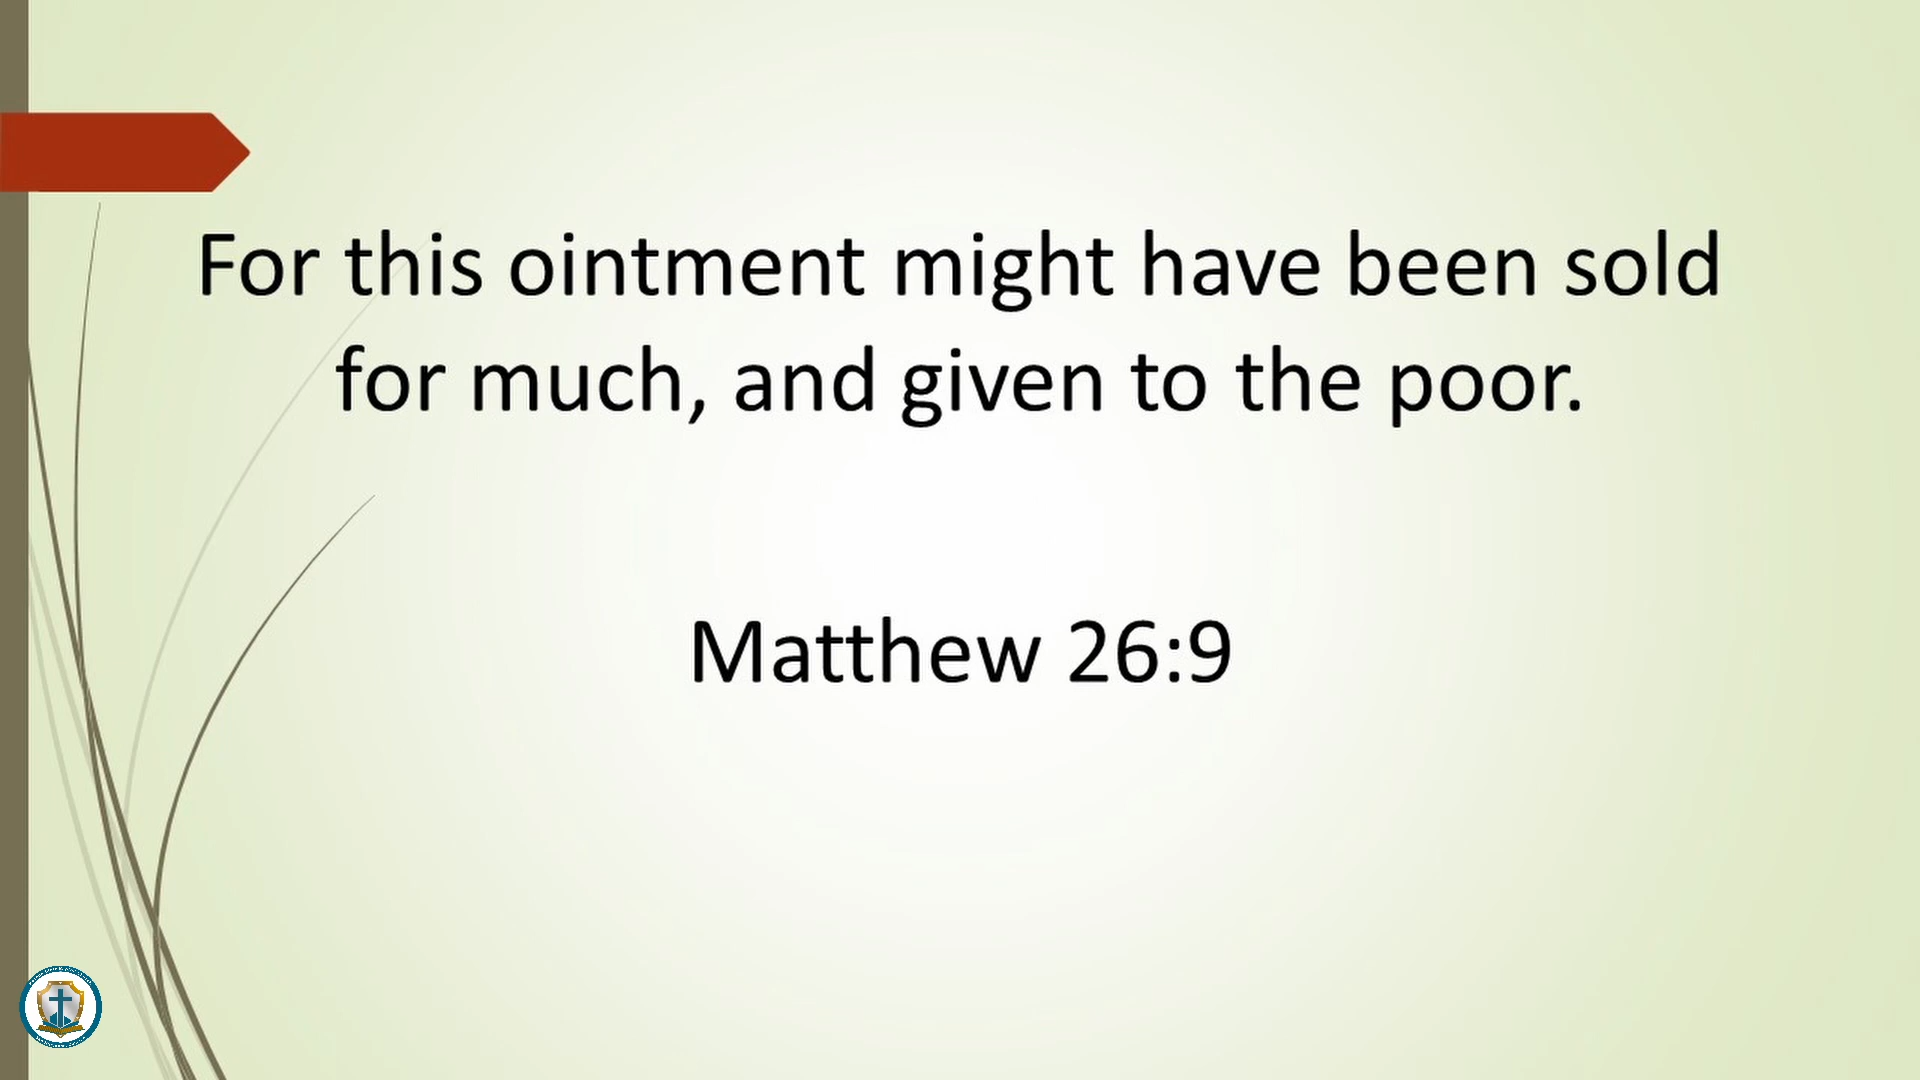 For this ointment might have been sold
for much, and given to the poor.
Matthew 26:9